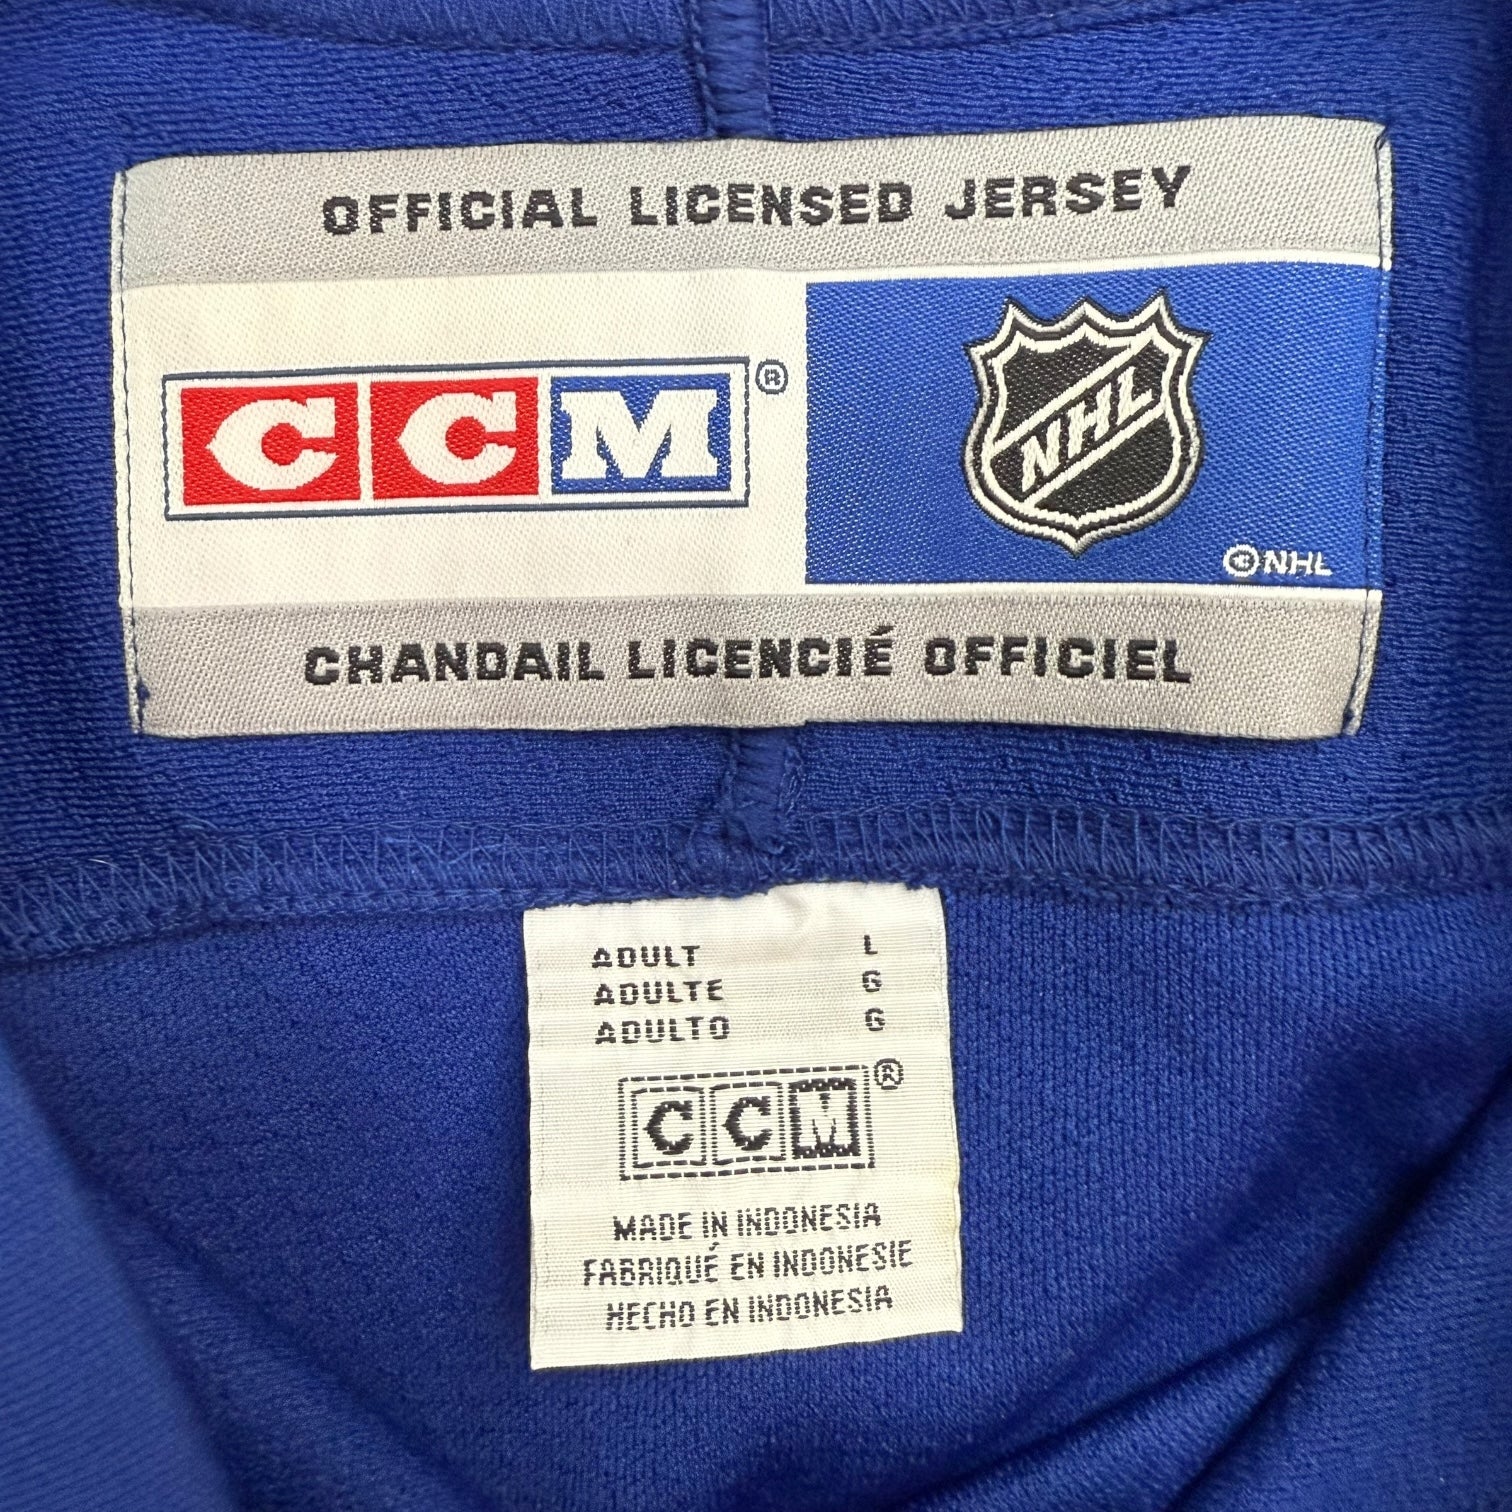 OFFICIAL LICENSED JERSEY
CCM®
NHL
©NHL
CHANDAIL LICENCIÉ OFFICIEL
ADULT L
ADULTE G
ADULTO G
CCM®
MADE IN INDONESIA
FABRIQUÉ EN INDONESIE
HECHO EN INDONESIA